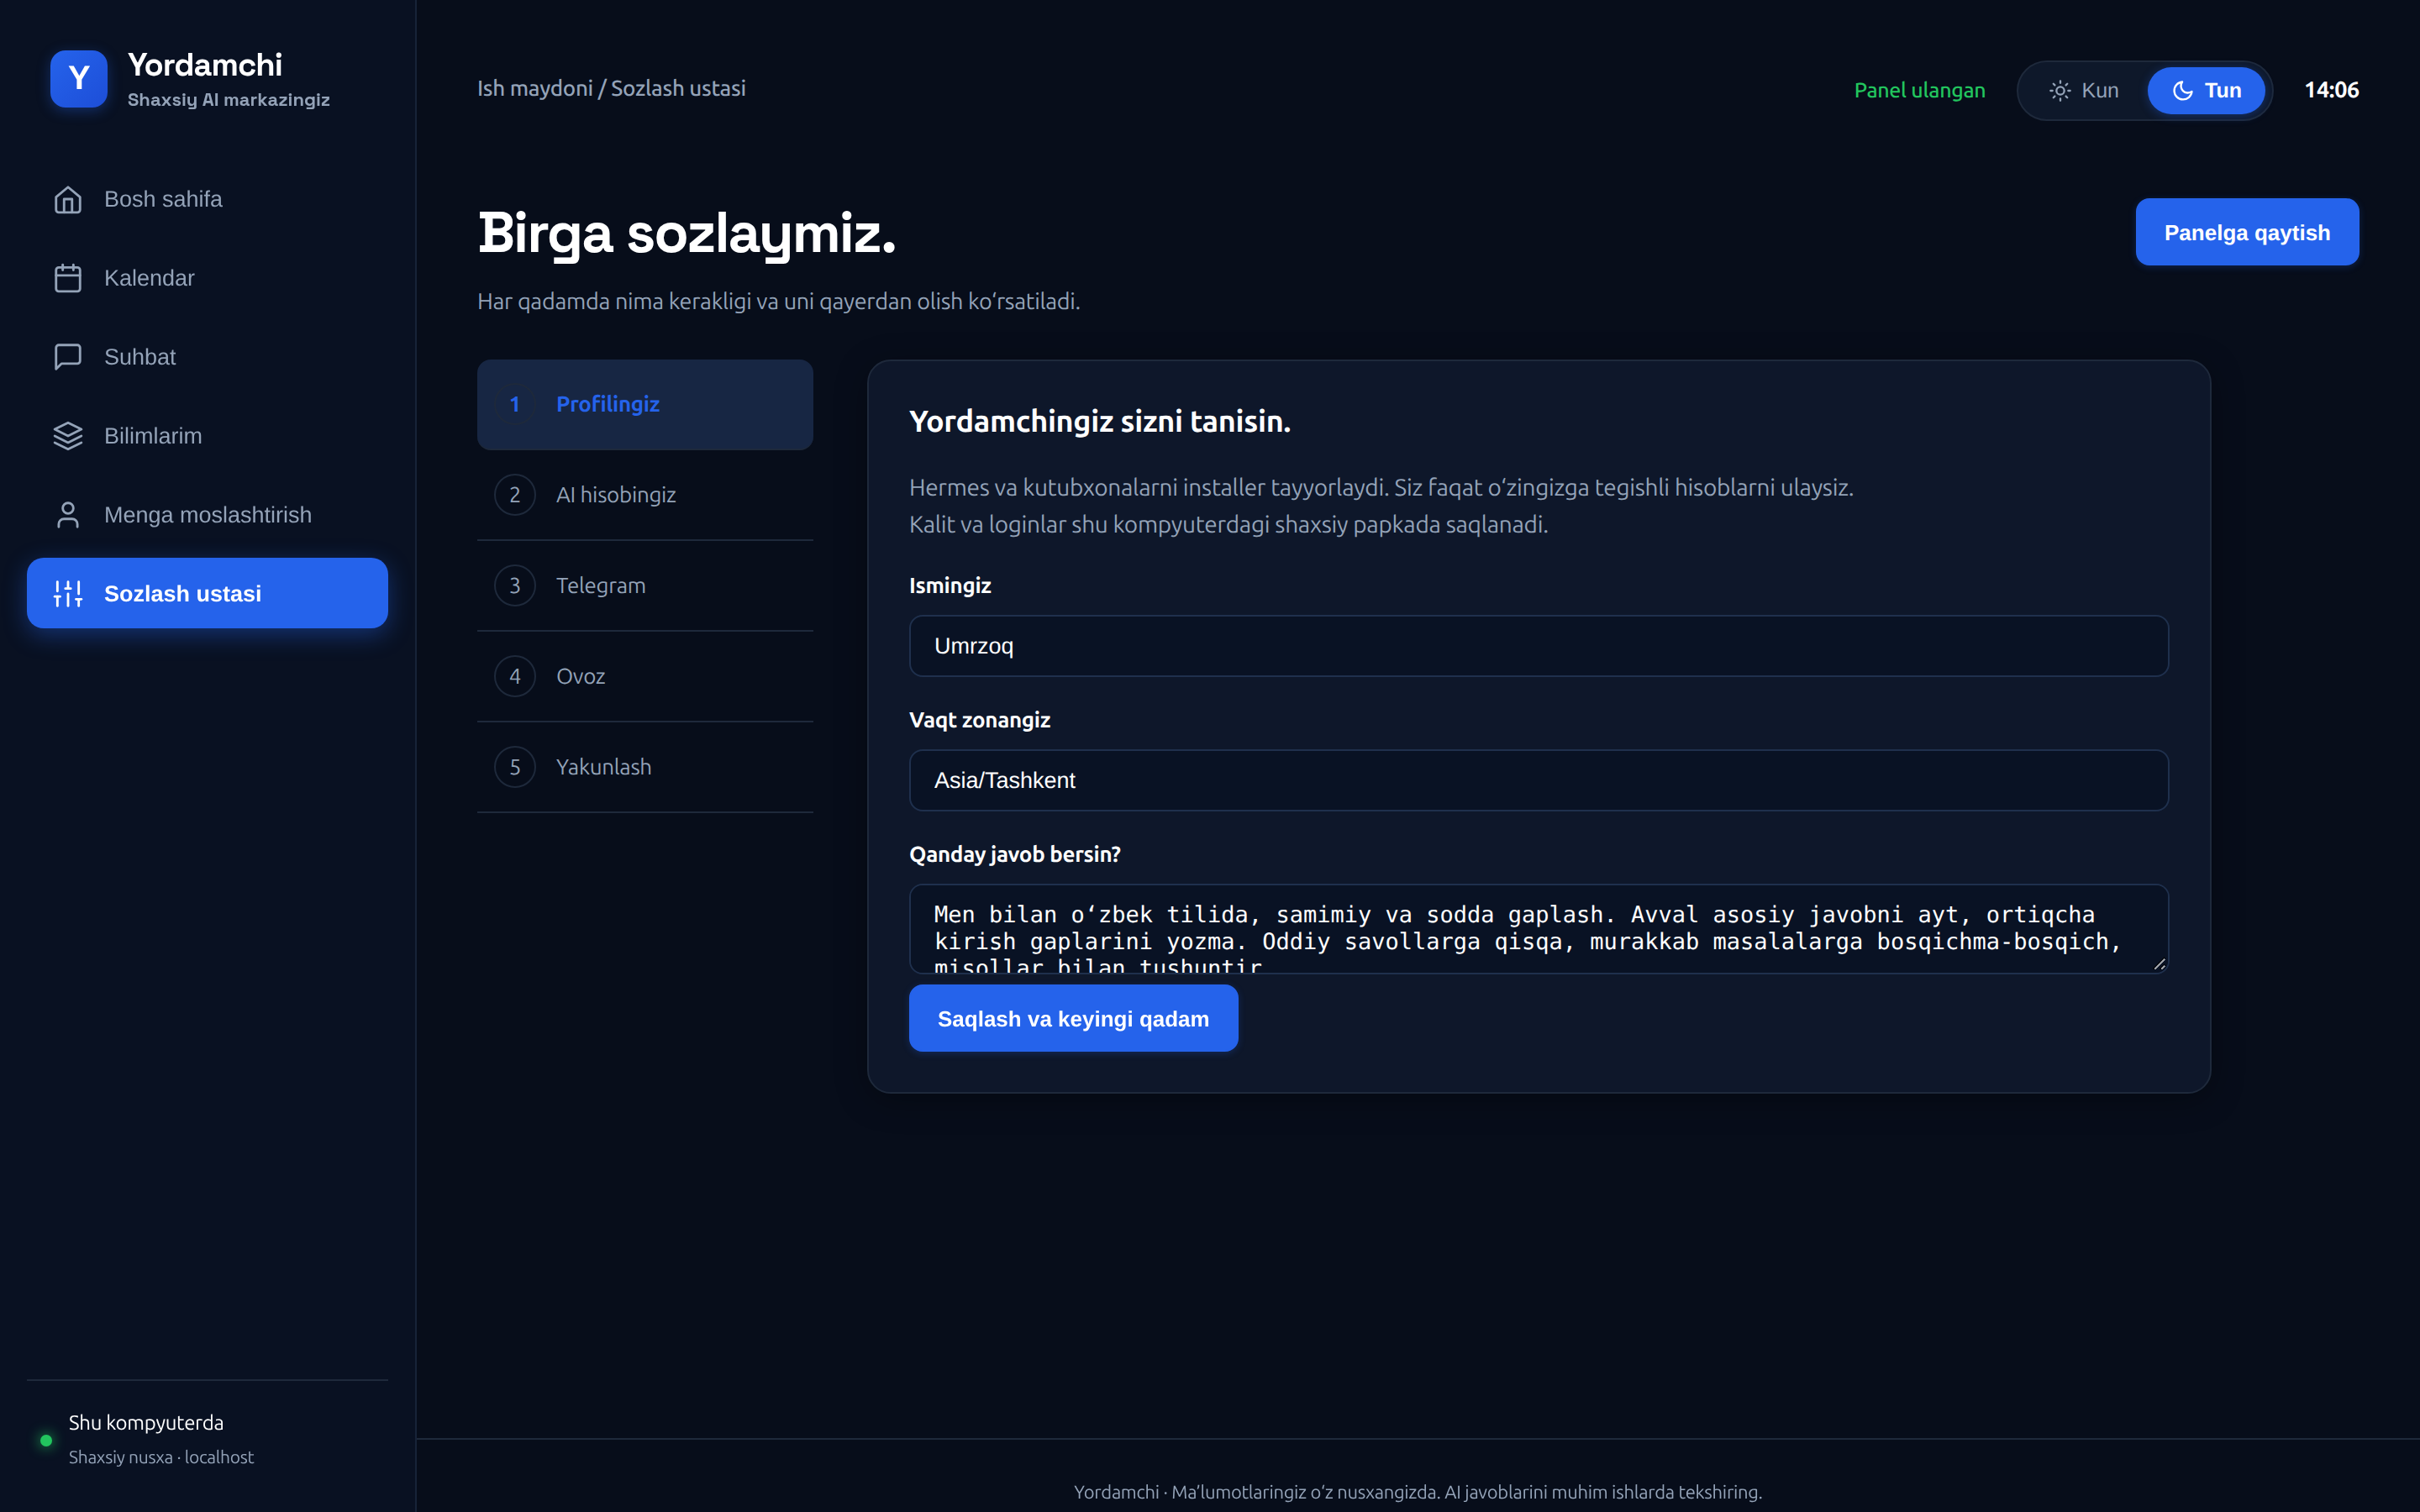 Y
Yordamchi
Shaxsiy AI markazingiz
Bosh sahifa
Kalendar
Suhbat
Bilimlarim
Menga moslashtirish
Sozlash ustasi
Shu kompyuterda
Shaxsiy nusxa · localhost
Ish maydoni / Sozlash ustasi
Panel ulangan
Kun
Tun
14:06
Birga sozlaymiz.
Har qadamda nima kerakligi va uni qayerdan olish ko‘rsatiladi.
Panelga qaytish
1 Profilingiz
2 AI hisobingiz
3 Telegram
4 Ovoz
5 Yakunlash
Yordamchingiz sizni tanisin.
Hermes va kutubxonalarni installer tayyorlaydi. Siz faqat o‘zingizga tegishli hisoblarni ulaysiz.
Kalit va loginlar shu kompyuterdagi shaxsiy papkada saqlanadi.
Ismingiz
Umrzoq
Vaqt zonangiz
Asia/Tashkent
Qanday javob bersin?
Men bilan o‘zbek tilida, samimiy va sodda gaplash. Avval asosiy javobni ayt, ortiqcha
kirish gaplarini yozma. Oddiy savollarga qisqa, murakkab masalalarga bosqichma-bosqich,
misollar bilan tushuntir
Saqlash va keyingi qadam
Yordamchi · Ma’lumotlaringiz o‘z nusxangizda. AI javoblarini muhim ishlarda tekshiring.